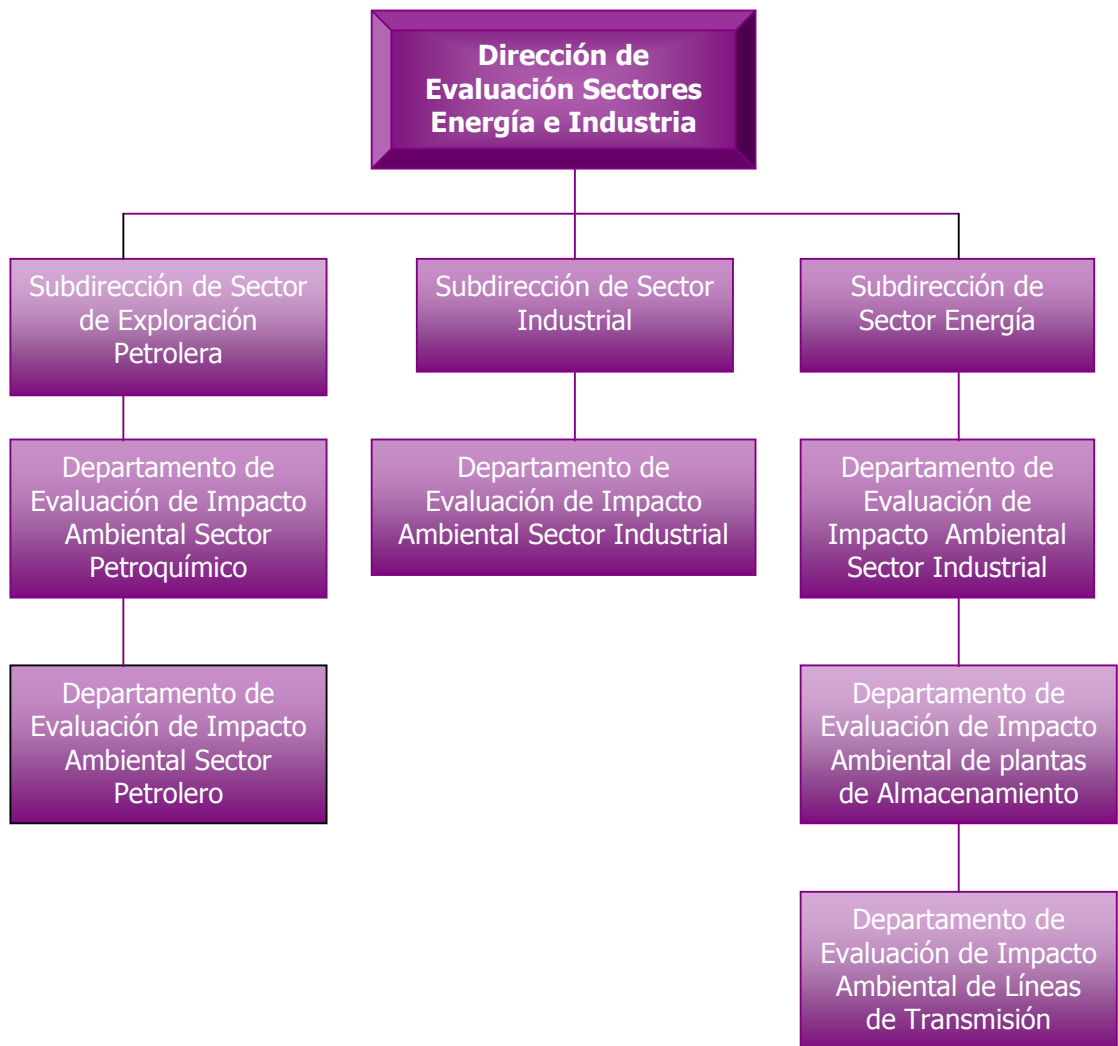 Dirección de
Evaluación Sectores
Energía e Industria
Subdirección de Sector
de Exploración
Petrolera
Subdirección de Sector
Industrial
Subdirección de
Sector Energía
Departamento de
Evaluación de Impacto
Ambiental Sector
Petroquímico
Departamento de
Evaluación de Impacto
Ambiental Sector Industrial
Departamento de
Evaluación de
Impacto  Ambiental
Sector Industrial
Departamento de
Evaluación de Impacto
Ambiental Sector
Petrolero
Departamento de
Evaluación de Impacto
Ambiental de plantas
de Almacenamiento
Departamento de
Evaluación de Impacto
Ambiental de Líneas
de Transmisión